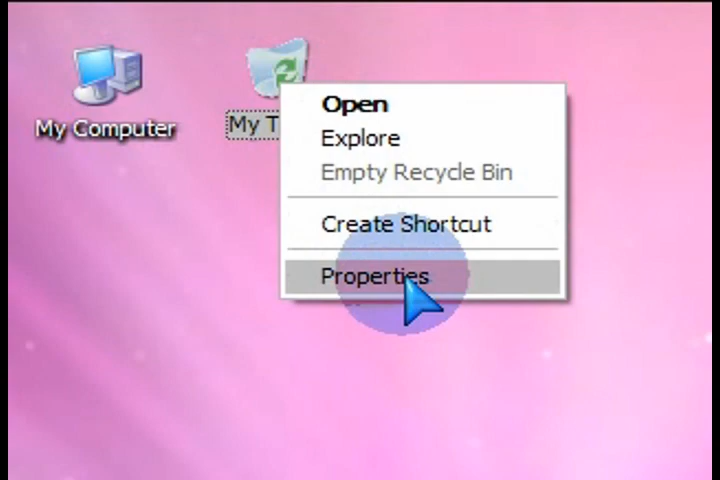 My Computer
My T
Open
Explore
Empty Recycle Bin
Create Shortcut
Properties